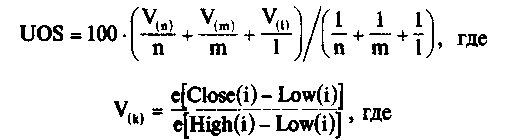 UOS = 100 · (V(n)/n + V(m)/m + V(l)/l) / (1/n + 1/m + 1/l), где
V(k) = e[Close(i) – Low(i)] / e[High(i) – Low(i)], где